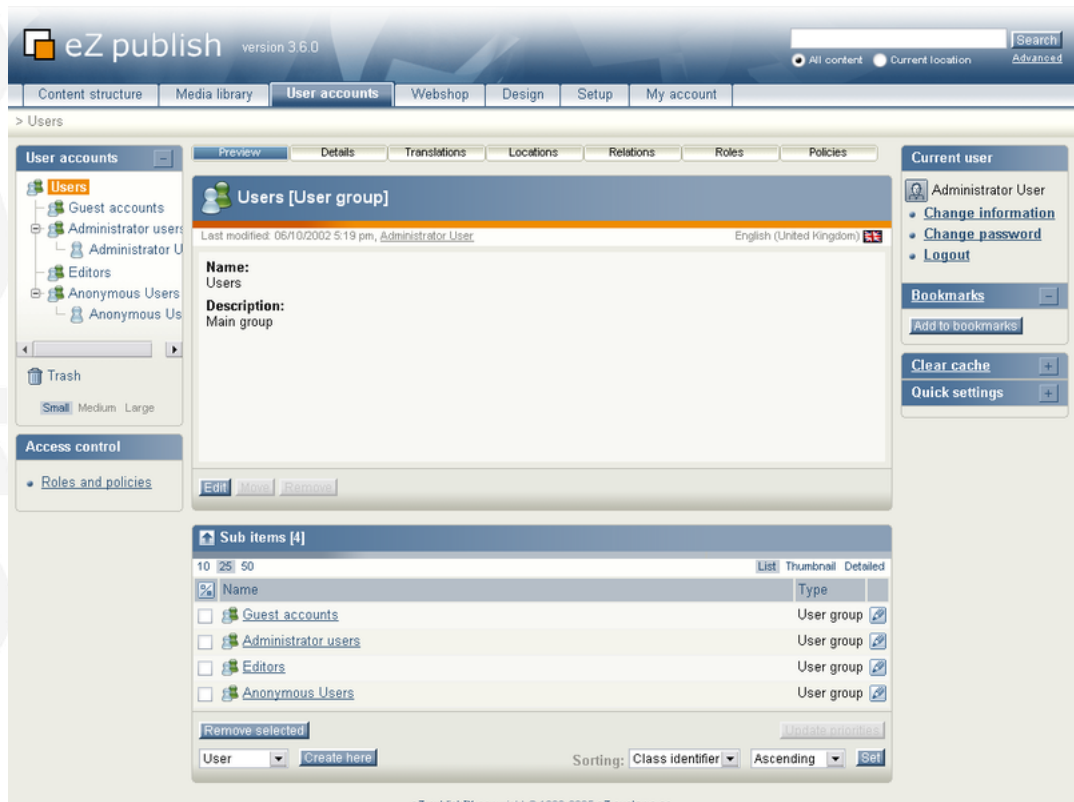 eZ publish version 3.6.0
Search
All content Current location Advanced
Content structure Media library User accounts Webshop Design Setup My account
> Users
User accounts
Users
Guest accounts
Administrator users
Administrator U
Editors
Anonymous Users
Anonymous Us
Trash
Small Medium Large
Access control
Roles and policies
Preview Details Translations Locations Relations Roles Policies
Users [User group]
Last modified: 06/10/2002 5:19 pm, Administrator User English (United Kingdom)
Name:
Users
Description:
Main group
Edit Move Remove
Sub items [4]
10 25 50 List Thumbnail Detailed
Name Type
Guest accounts User group
Administrator users User group
Editors User group
Anonymous Users User group
Remove selected Update priorities
User Create here Sorting: Class identifier Ascending Set
Current user
Administrator User
Change information
Change password
Logout
Bookmarks
Add to bookmarks
Clear cache
Quick settings